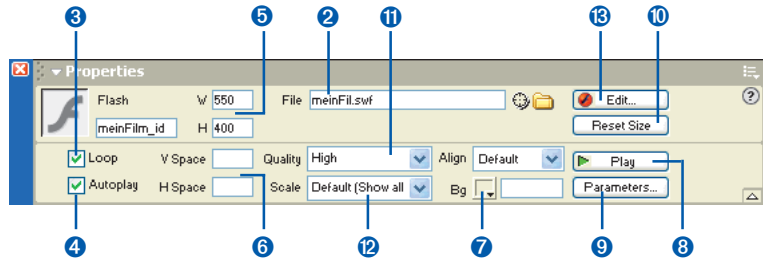 3 5 2 11 13 10
Properties
Flash W 550 File meinFil.swf Edit...
meinFilm_id H 400 Reset Size
Loop V Space Quality High Align Default Play
Autoplay H Space Scale Default (Show all Bg Parameters...
4 6 12 7 9 8